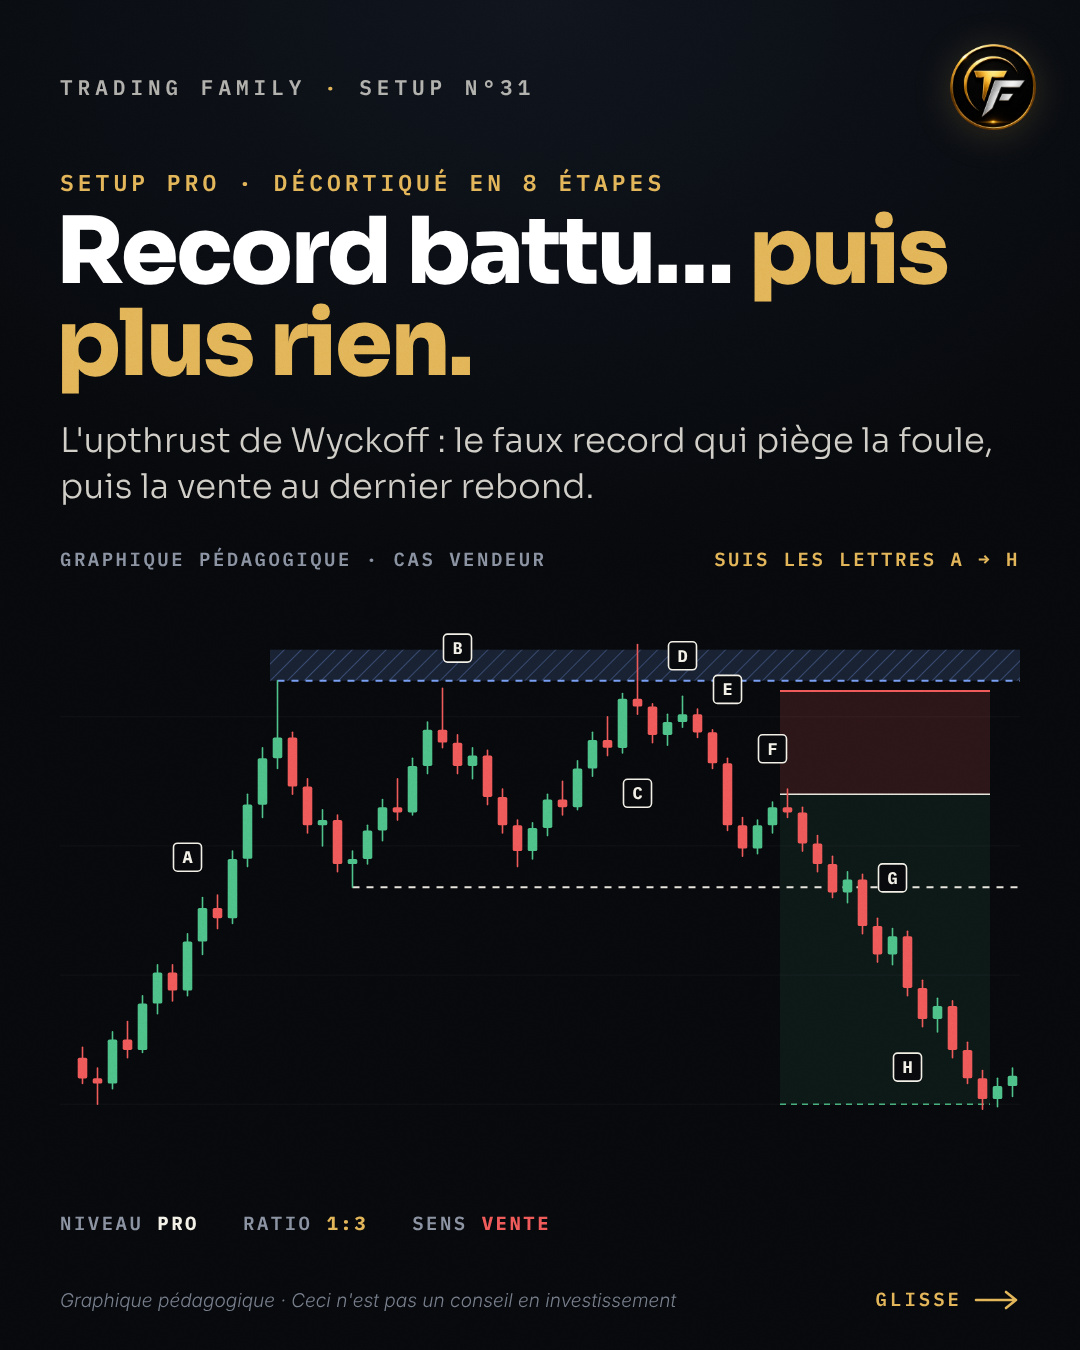 TRADING FAMILY · SETUP N°31
TF
SETUP PRO · DÉCORTIQUÉ EN 8 ÉTAPES
Record battu... puis
plus rien.
L'upthrust de Wyckoff : le faux record qui piège la foule,
puis la vente au dernier rebond.
GRAPHIQUE PÉDAGOGIQUE · CAS VENDEUR
SUIS LES LETTRES A → H
B
D
E
F
C
A
G
H
NIVEAU PRO RATIO 1:3 SENS VENTE
Graphique pédagogique · Ceci n'est pas un conseil en investissement
GLISSE →